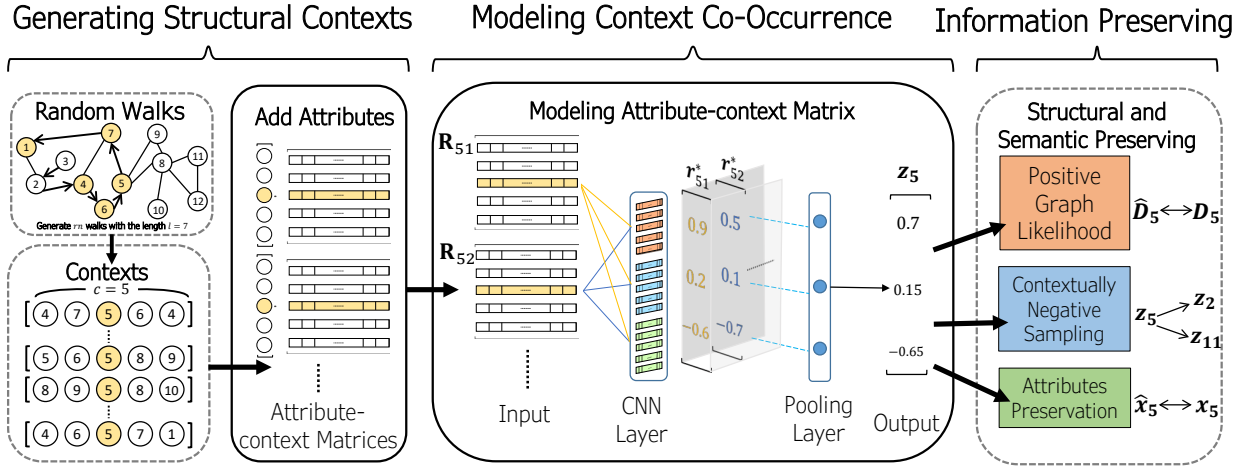 Generating Structural Contexts
Modeling Context Co-Occurrence
Information Preserving
Random Walks
1
2
3
4
5
6
7
8
9
10
11
12
Generate rn walks with the length l = 7
Contexts
c = 5
4 7 5 6 4
5 6 5 8 9
8 9 5 8 10
4 6 5 7 1
Add Attributes
Attribute-
context Matrices
Modeling Attribute-context Matrix
R51
R52
Input
CNN
Layer
r*51
r*52
0.9
0.2
−0.6
0.5
0.1
−0.7
Pooling
Layer
z5
0.7
0.15
−0.65
Output
Structural and
Semantic Preserving
Positive
Graph
Likelihood
D̂5 ↔ D5
Contextually
Negative
Sampling
z5
z2
z11
Attributes
Preservation
x̂5 ↔ x5